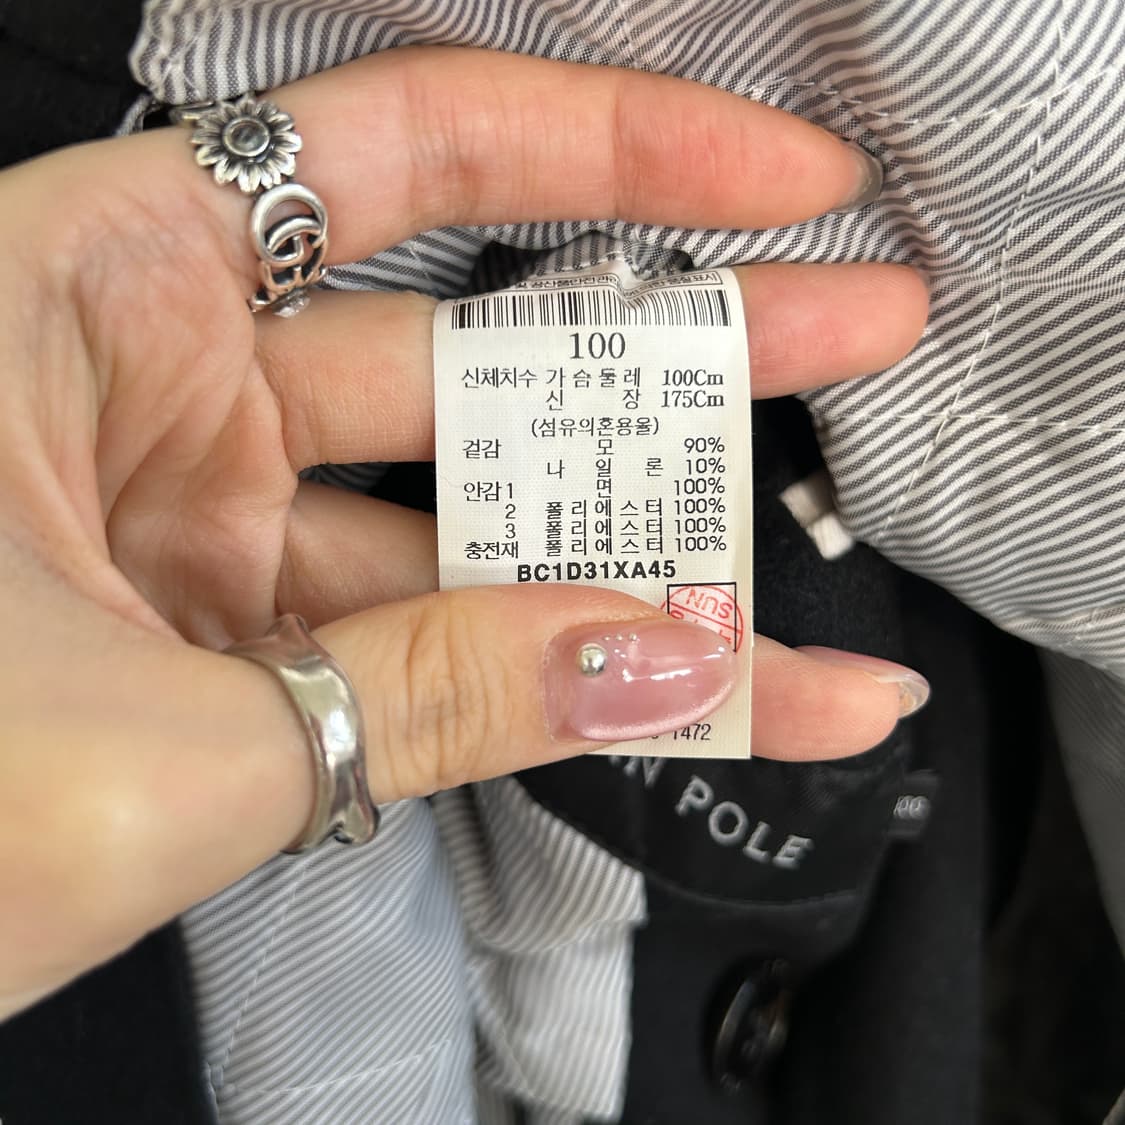 100
신체치수 가 슴 둘 레 100Cm
신 장 175Cm
(섬유의혼용율)
겉감 모 90%
나 일 론 10%
안감1 면 100%
2 폴 리 에 스 터 100%
3 폴 리 에 스 터 100%
충전재 폴 리 에 스 터 100%
BC1D31XA45
SUN
1472
POLE